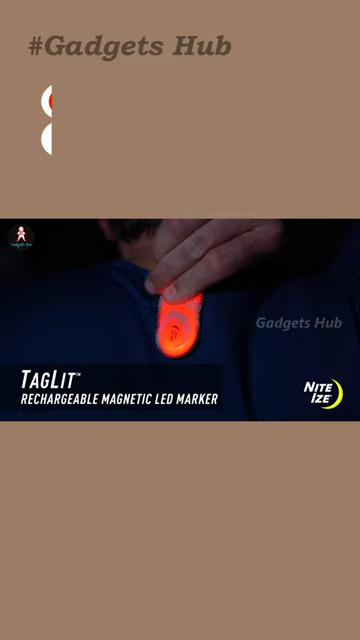 #Gadgets Hub
Gadgets Hub
TAGLIT™
RECHARGEABLE MAGNETIC LED MARKER
NITE
IZE